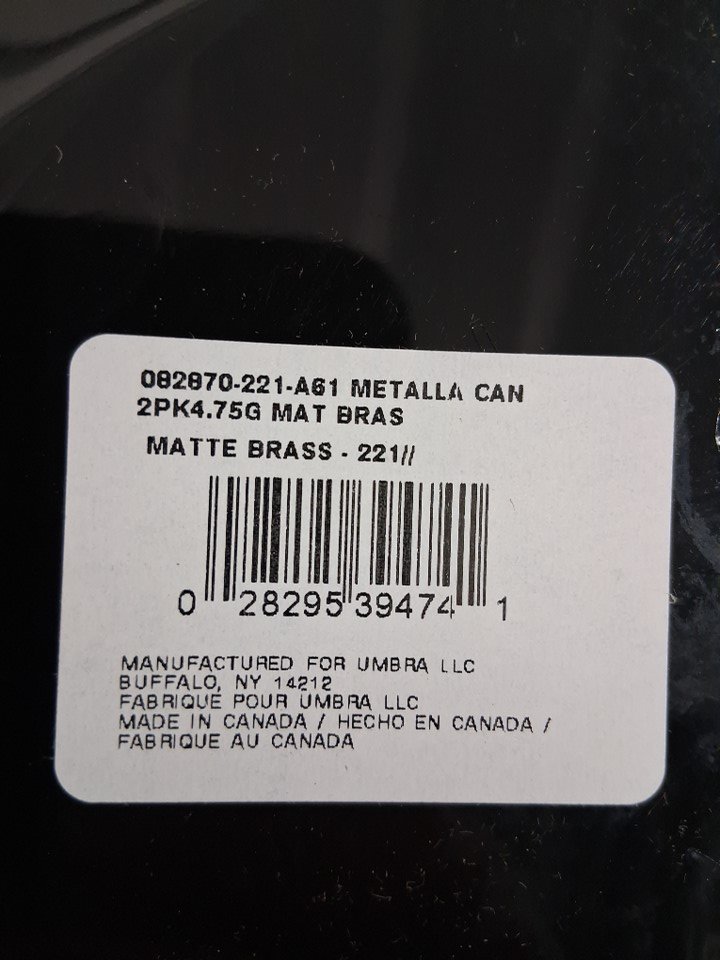 082870-221-A61 METALLA CAN
2PK4.75G MAT BRAS
MATTE BRASS - 221//
0 28295 39474 1
MANUFACTURED FOR UMBRA LLC
BUFFALO, NY 14212
FABRIQUE POUR UMBRA LLC
MADE IN CANADA / HECHO EN CANADA /
FABRIQUE AU CANADA